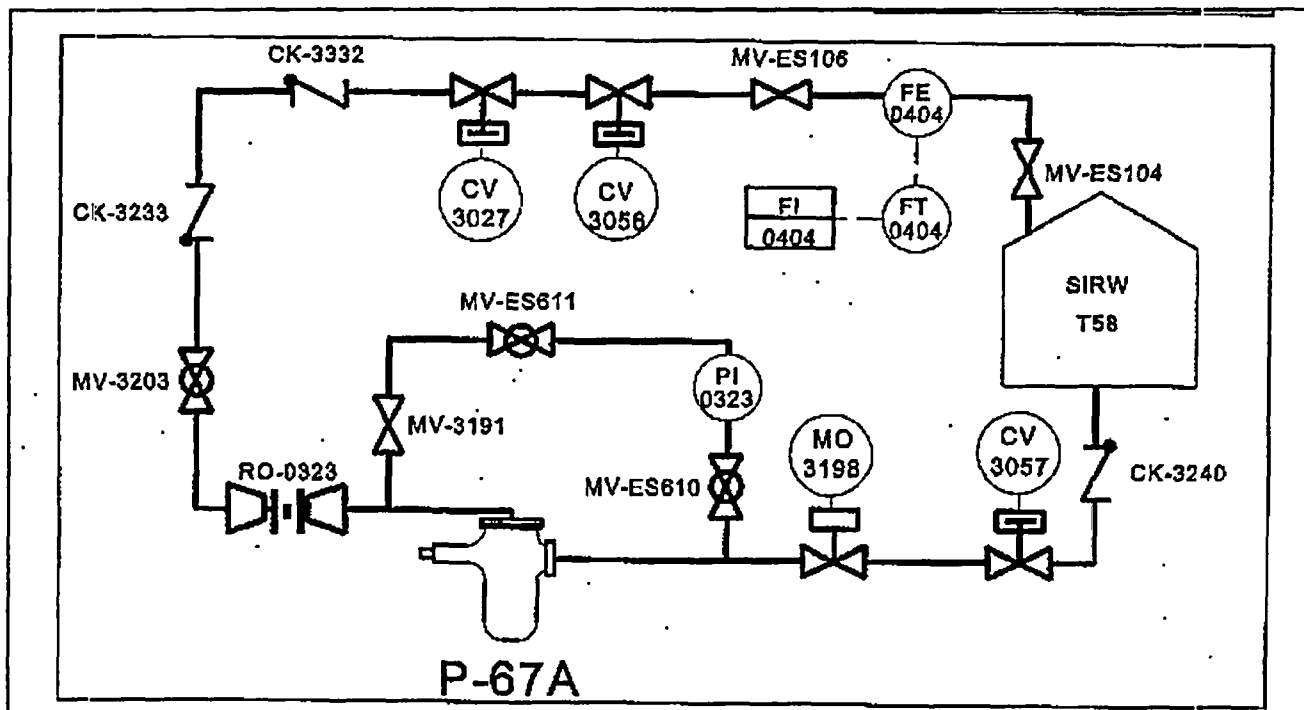 CK-3332
MV-ES106
FE
0404
CV
3027
CV
3056
FI
0404
FT
0404
MV-ES104
CK-3233
SIRW
T58
MV-ES611
MV-3203
PI
0323
MV-3191
MO
3198
CV
3057
RO-0323
MV-ES610
CK-3240
P-67A